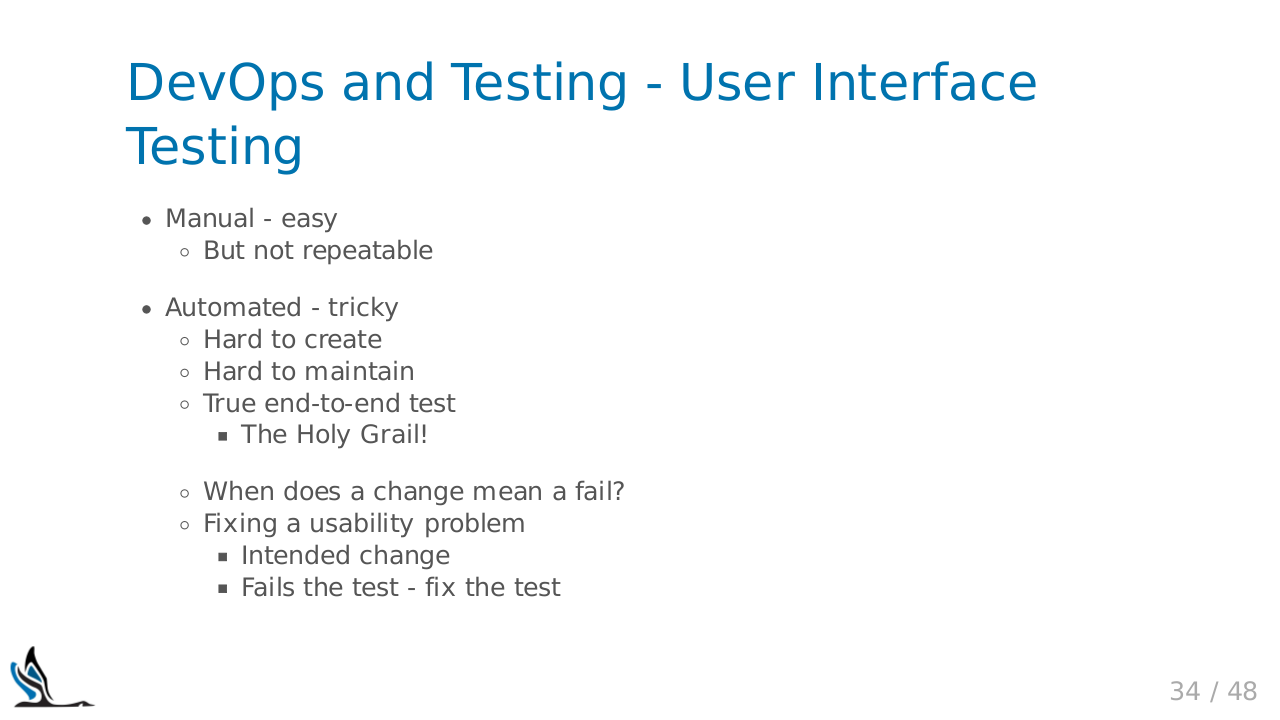 DevOps and Testing - User Interface
Testing
Manual - easy
But not repeatable
Automated - tricky
Hard to create
Hard to maintain
True end-to-end test
The Holy Grail!
When does a change mean a fail?
Fixing a usability problem
Intended change
Fails the test - fix the test
34 / 48